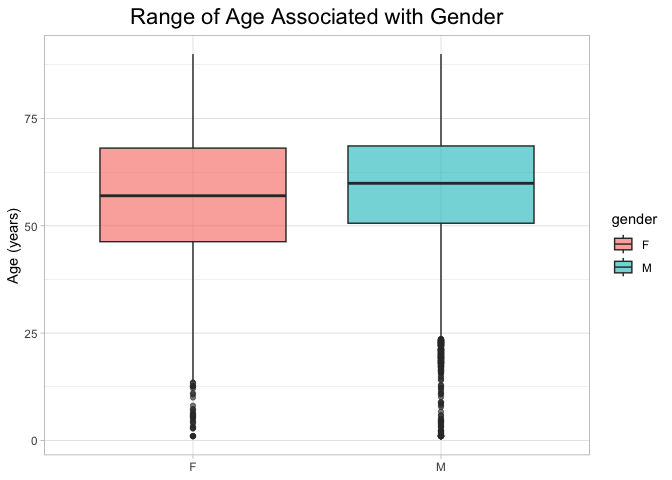 Range of Age Associated with Gender
Age (years)
75
50
25
0
F
M
gender
F
M